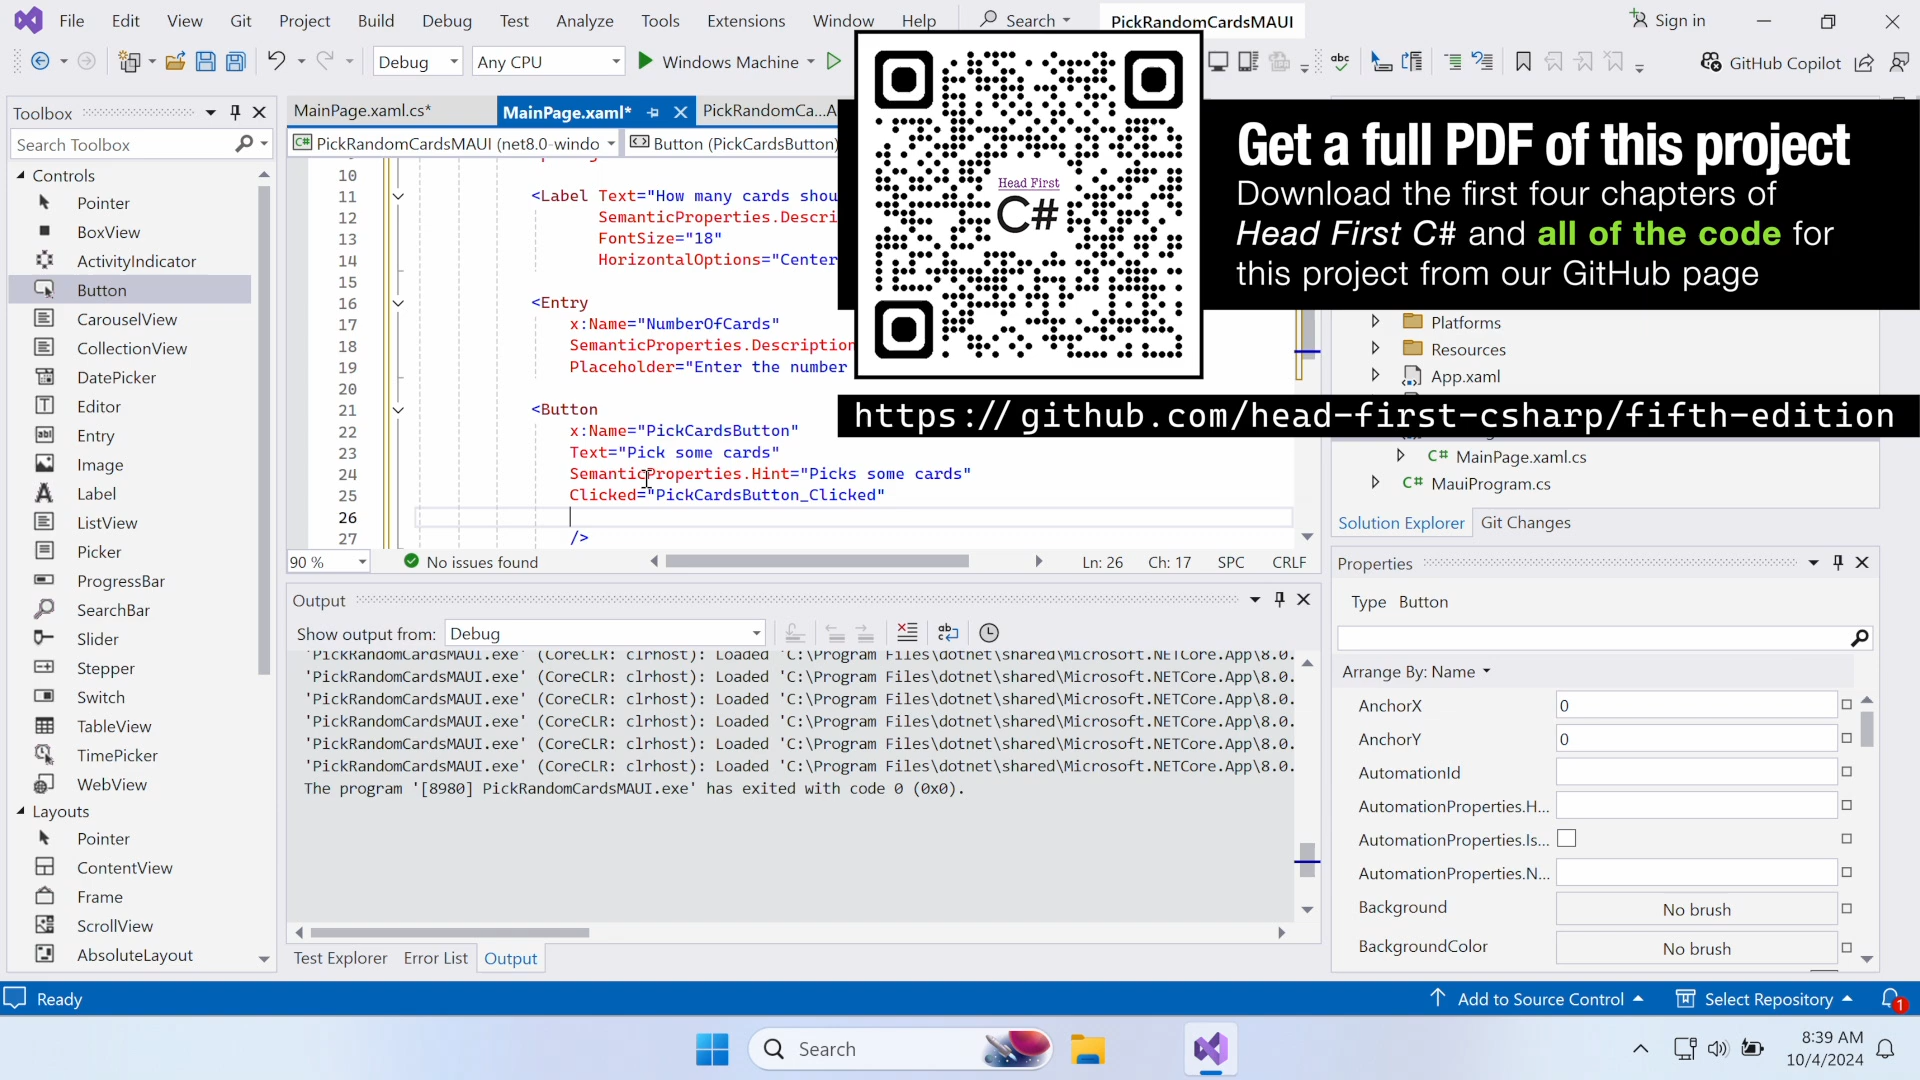 File Edit View Git Project Build Debug Test Analyze Tools Extensions Window Help Search PickRandomCardsMAUI Sign in
Debug Any CPU Windows Machine GitHub Copilot
Toolbox
Search Toolbox
Controls
Pointer
BoxView
ActivityIndicator
Button
CarouselView
CollectionView
DatePicker
Editor
Entry
Image
Label
ListView
Picker
ProgressBar
SearchBar
Slider
Stepper
Switch
TableView
TimePicker
WebView
Layouts
Pointer
ContentView
Frame
ScrollView
AbsoluteLayout
MainPage.xaml.cs* MainPage.xaml* PickRandomCa...A
PickRandomCardsMAUI (net8.0-windo Button (PickCardsButton)
10
11 <Label Text="How many cards shou
12 SemanticProperties.Descri
13 FontSize="18"
14 HorizontalOptions="Center
15
16 <Entry
17 x:Name="NumberOfCards"
18 SemanticProperties.Description
19 Placeholder="Enter the number
20
21 <Button
22 x:Name="PickCardsButton"
23 Text="Pick some cards"
24 SemanticProperties.Hint="Picks some cards"
25 Clicked="PickCardsButton_Clicked"
26
27 />
90 % No issues found Ln: 26 Ch: 17 SPC CRLF
Head First
C#
Get a full PDF of this project
Download the first four chapters of
Head First C# and all of the code for
this project from our GitHub page
https://github.com/head-first-csharp/fifth-edition
Platforms
Resources
App.xaml
C# MainPage.xaml.cs
C# MauiProgram.cs
Solution Explorer Git Changes
Output
Show output from: Debug
'PickRandomCardsMAUI.exe' (CoreCLR: clrhost): Loaded 'C:\Program Files\dotnet\shared\Microsoft.NETCore.App\8.0.
'PickRandomCardsMAUI.exe' (CoreCLR: clrhost): Loaded 'C:\Program Files\dotnet\shared\Microsoft.NETCore.App\8.0.
'PickRandomCardsMAUI.exe' (CoreCLR: clrhost): Loaded 'C:\Program Files\dotnet\shared\Microsoft.NETCore.App\8.0.
'PickRandomCardsMAUI.exe' (CoreCLR: clrhost): Loaded 'C:\Program Files\dotnet\shared\Microsoft.NETCore.App\8.0.
'PickRandomCardsMAUI.exe' (CoreCLR: clrhost): Loaded 'C:\Program Files\dotnet\shared\Microsoft.NETCore.App\8.0.
'PickRandomCardsMAUI.exe' (CoreCLR: clrhost): Loaded 'C:\Program Files\dotnet\shared\Microsoft.NETCore.App\8.0.
The program '[8980] PickRandomCardsMAUI.exe' has exited with code 0 (0x0).
Test Explorer Error List Output
Properties
Type Button
Arrange By: Name
AnchorX 0
AnchorY 0
AutomationId
AutomationProperties.H...
AutomationProperties.Is...
AutomationProperties.N...
Background No brush
BackgroundColor No brush
Ready Add to Source Control Select Repository 1
Search
8:39 AM
10/4/2024